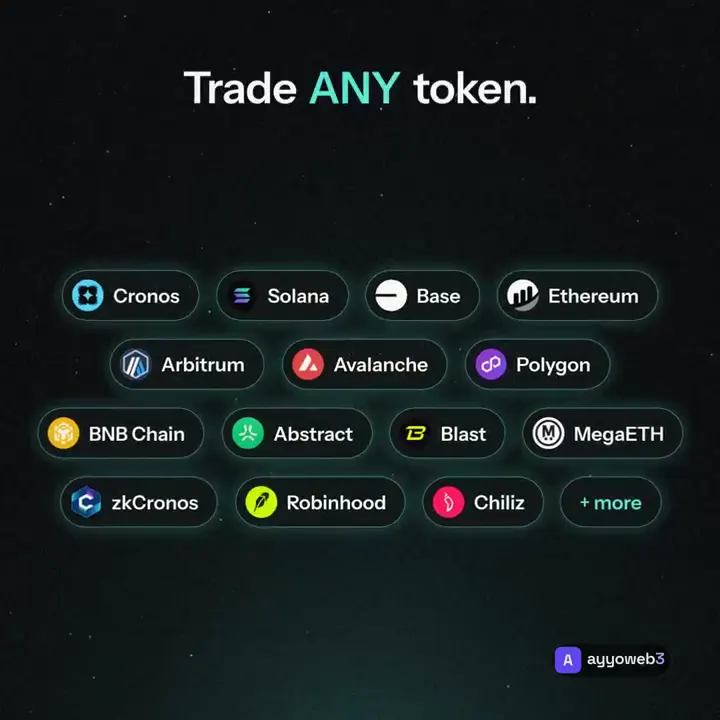 Trade ANY token.
Cronos Solana Base Ethereum
Arbitrum Avalanche Polygon
BNB Chain Abstract Blast MegaETH
zkCronos Robinhood Chiliz + more
A ayyoweb3